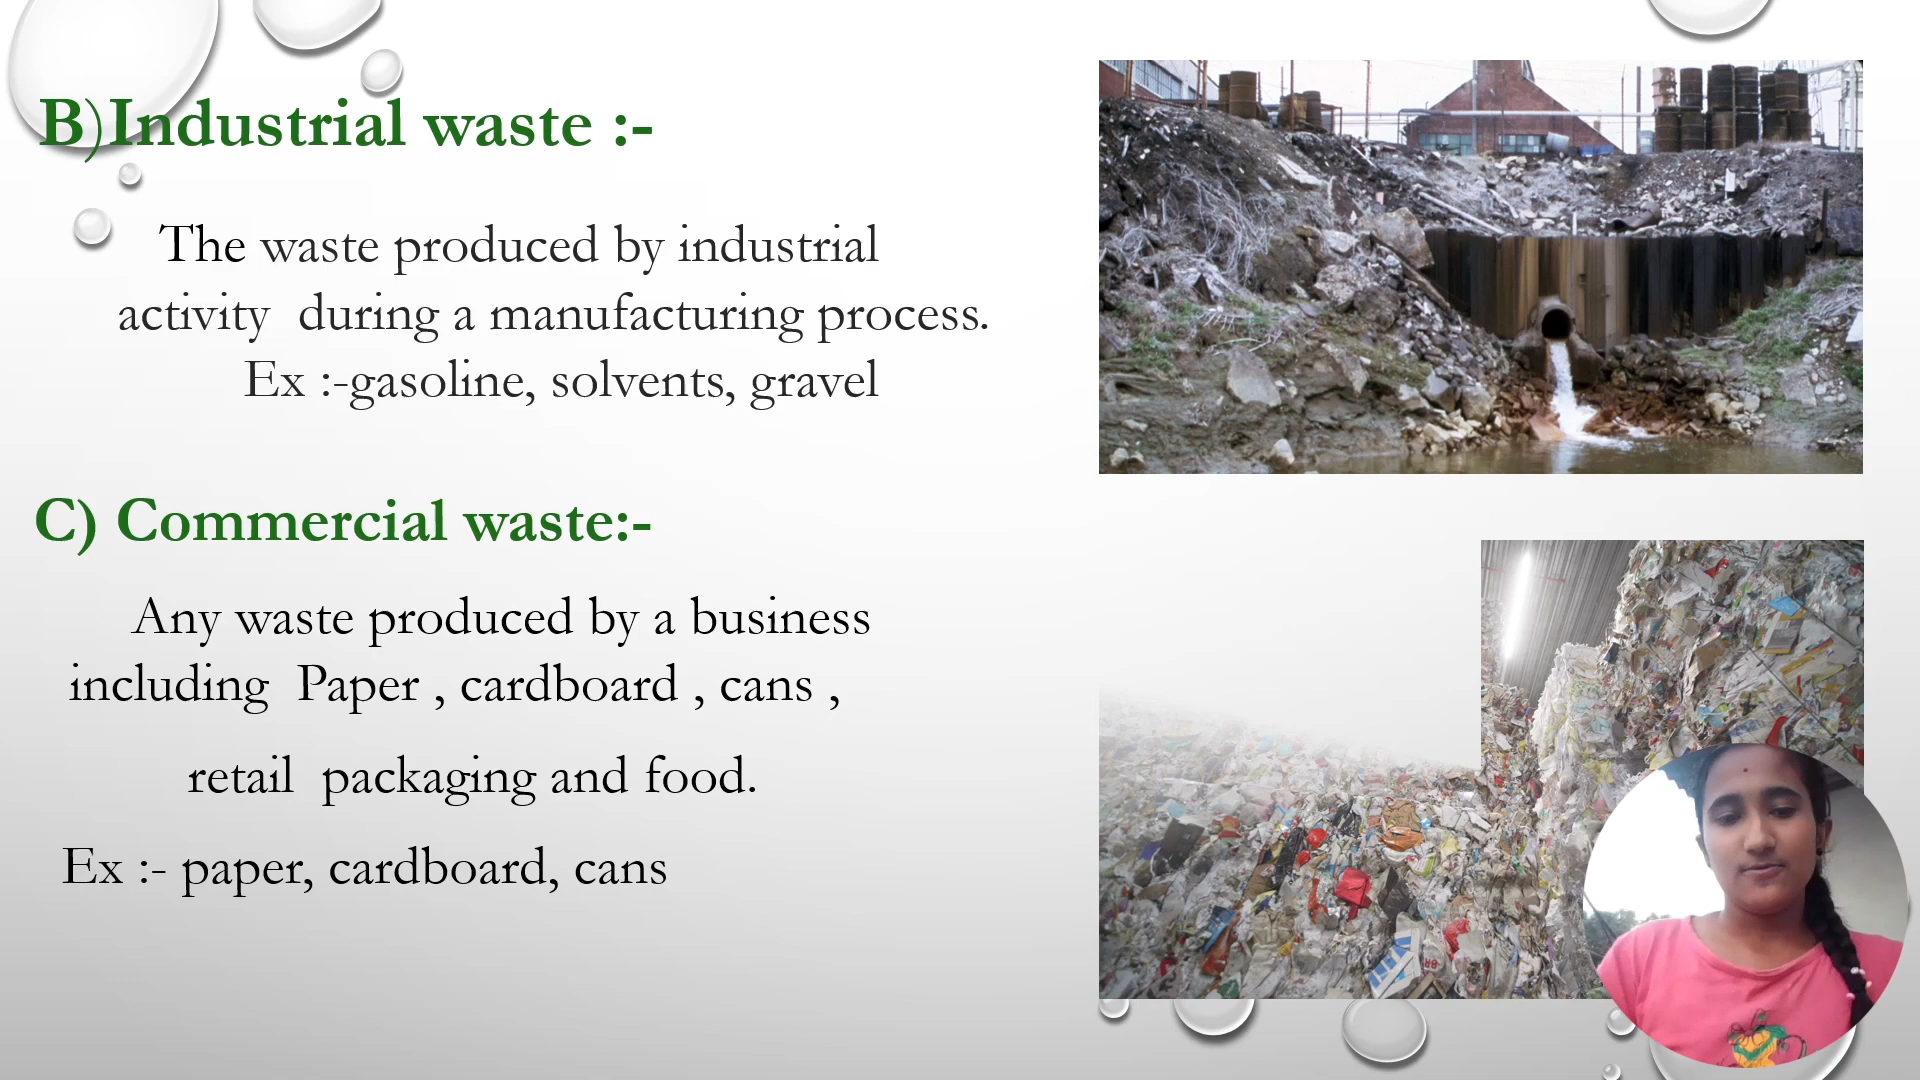 B)Industrial waste :-
The waste produced by industrial
activity during a manufacturing process.
Ex :-gasoline, solvents, gravel
C) Commercial waste:-
Any waste produced by a business
including Paper , cardboard , cans ,
retail packaging and food.
Ex :- paper, cardboard, cans